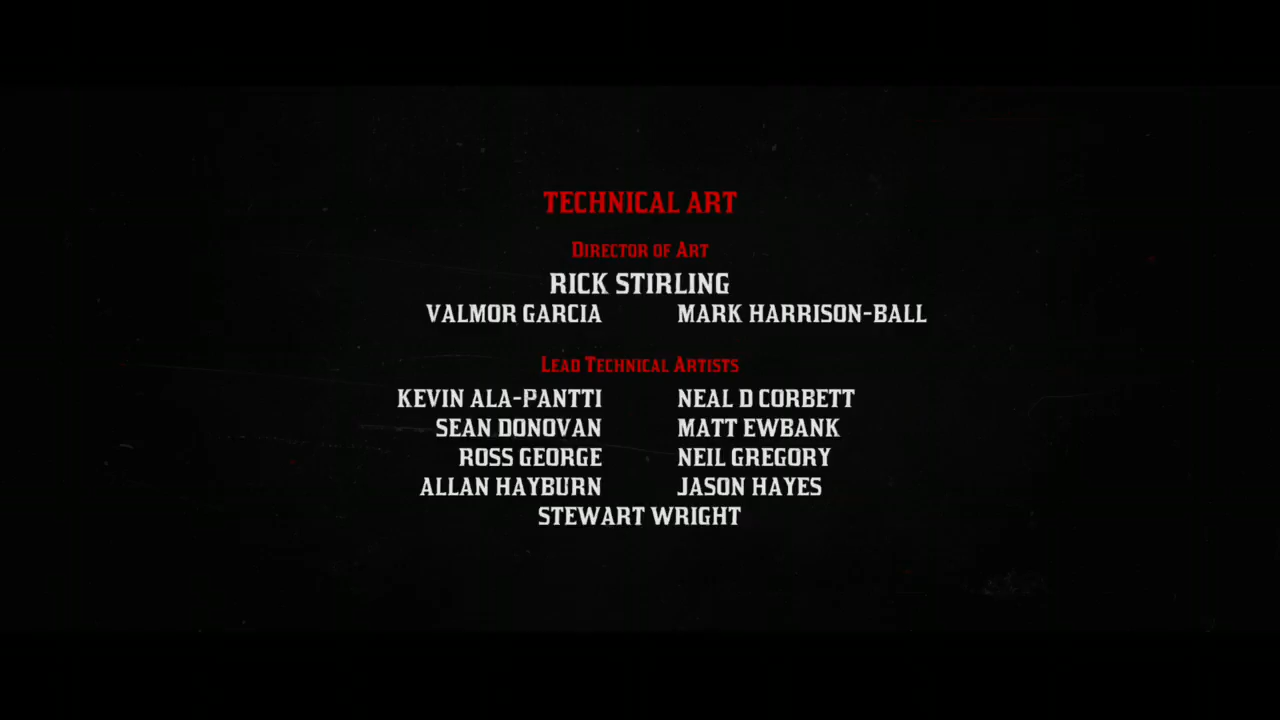 TECHNICAL ART
DIRECTOR OF ART
RICK STIRLING
VALMOR GARCIA MARK HARRISON-BALL
LEAD TECHNICAL ARTISTS
KEVIN ALA-PANTTI NEAL D CORBETT
SEAN DONOVAN MATT EWBANK
ROSS GEORGE NEIL GREGORY
ALLAN HAYBURN JASON HAYES
STEWART WRIGHT